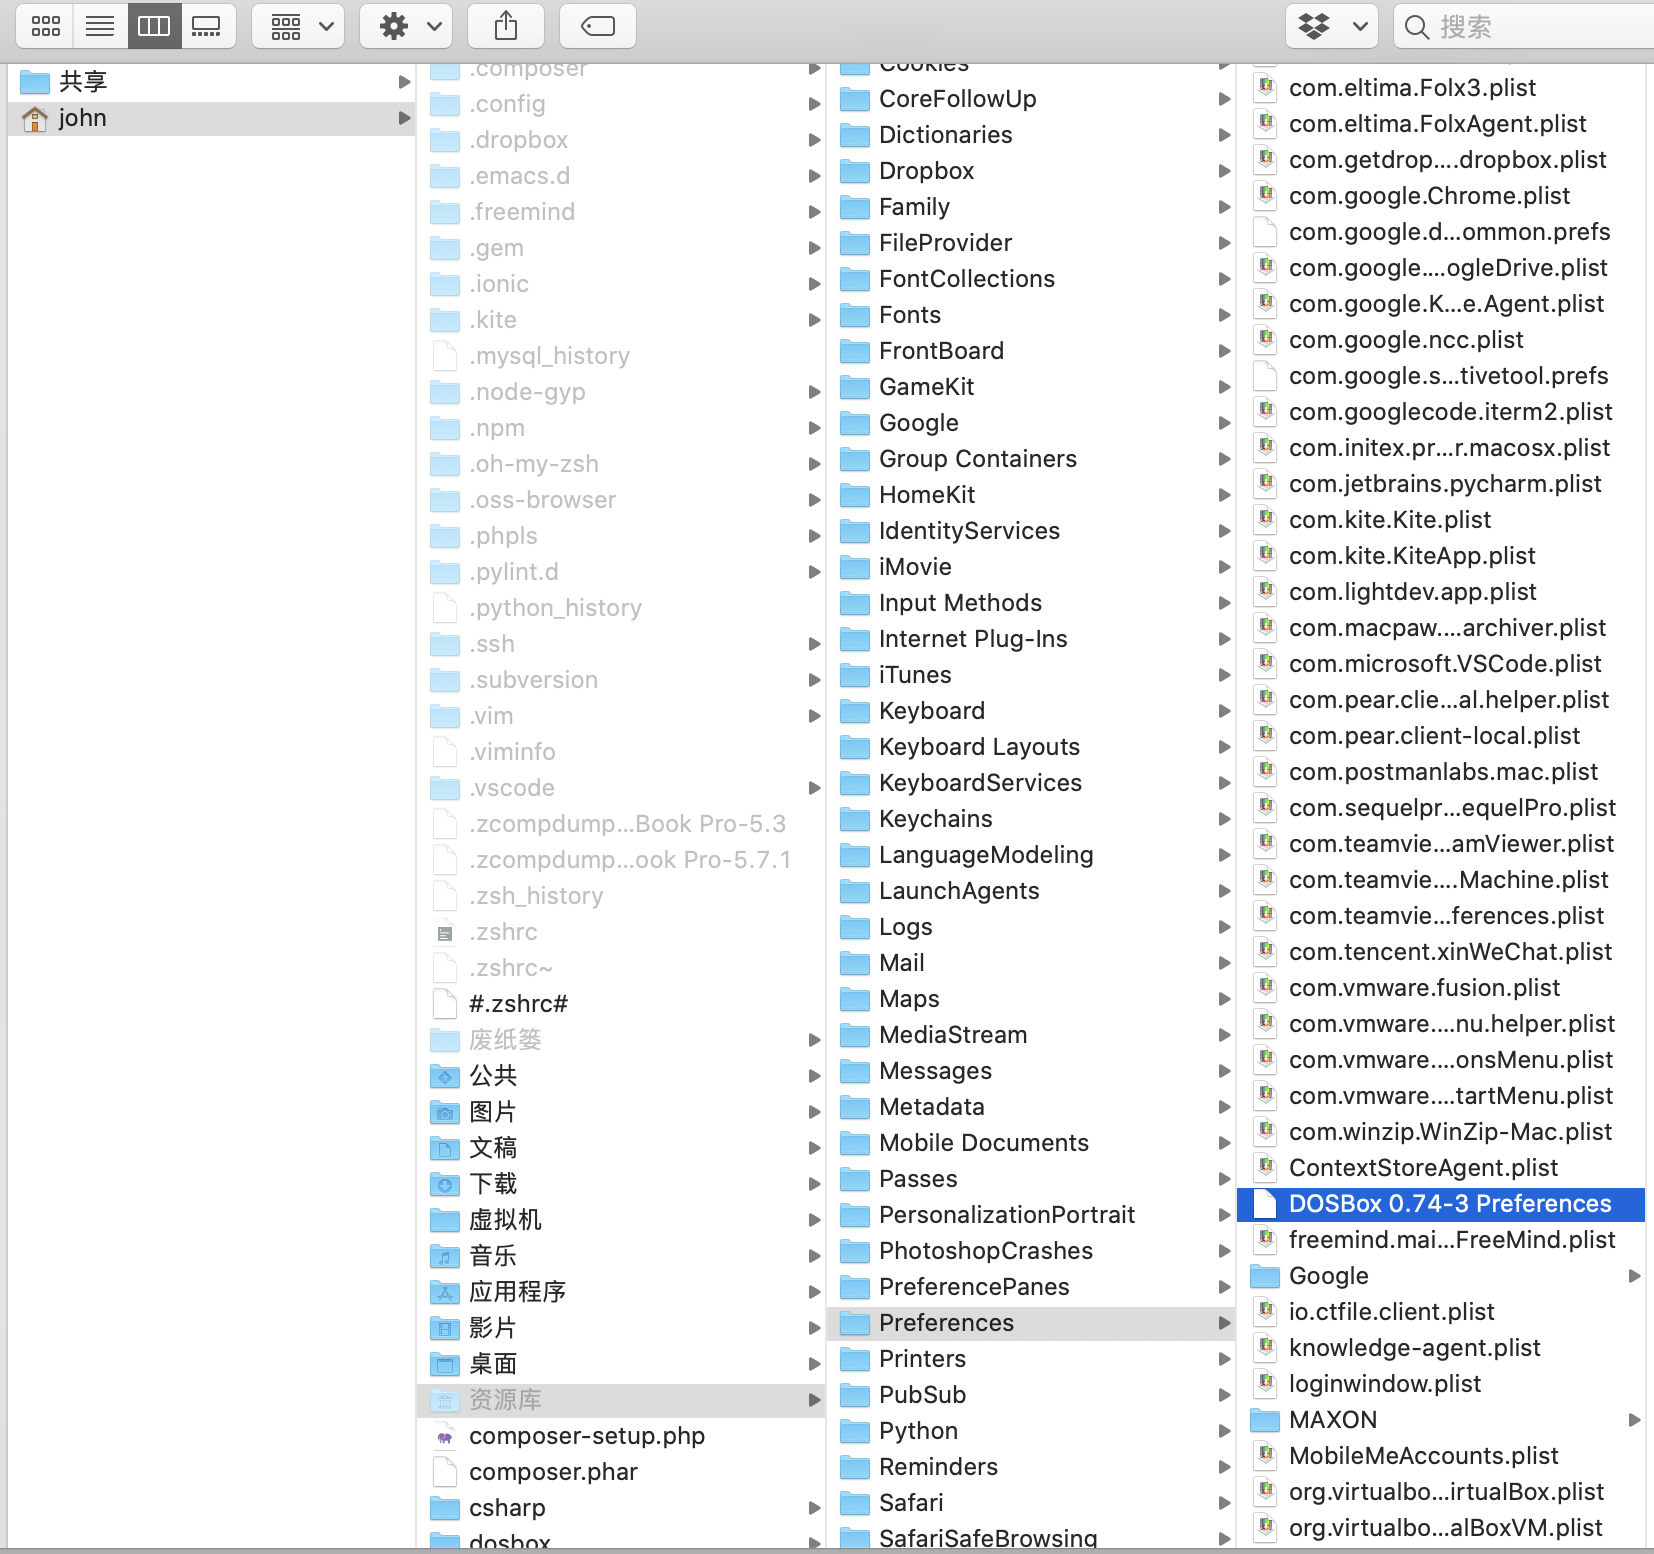 搜索
共享
john
.composer
.config
.dropbox
.emacs.d
.freemind
.gem
.ionic
.kite
.mysql_history
.node-gyp
.npm
.oh-my-zsh
.oss-browser
.phpls
.pylint.d
.python_history
.ssh
.subversion
.vim
.viminfo
.vscode
.zcompdump...Book Pro-5.3
.zcompdump...ook Pro-5.7.1
.zsh_history
.zshrc
.zshrc~
#.zshrc#
废纸篓
公共
图片
文稿
下载
虚拟机
音乐
应用程序
影片
桌面
资源库
composer-setup.php
composer.phar
csharp
dosbox
Cookies
CoreFollowUp
Dictionaries
Dropbox
Family
FileProvider
FontCollections
Fonts
FrontBoard
GameKit
Google
Group Containers
HomeKit
IdentityServices
iMovie
Input Methods
Internet Plug-Ins
iTunes
Keyboard
Keyboard Layouts
KeyboardServices
Keychains
LanguageModeling
LaunchAgents
Logs
Mail
Maps
MediaStream
Messages
Metadata
Mobile Documents
Passes
PersonalizationPortrait
PhotoshopCrashes
PreferencePanes
Preferences
Printers
PubSub
Python
Reminders
Safari
SafariSafeBrowsing
com.eltima.Folx3.plist
com.eltima.FolxAgent.plist
com.getdrop....dropbox.plist
com.google.Chrome.plist
com.google.d...ommon.prefs
com.google....ogleDrive.plist
com.google.K...e.Agent.plist
com.google.ncc.plist
com.google.s...tivetool.prefs
com.googlecode.iterm2.plist
com.initex.pr...r.macosx.plist
com.jetbrains.pycharm.plist
com.kite.Kite.plist
com.kite.KiteApp.plist
com.lightdev.app.plist
com.macpaw....archiver.plist
com.microsoft.VSCode.plist
com.pear.clie...al.helper.plist
com.pear.client-local.plist
com.postmanlabs.mac.plist
com.sequelpr...equelPro.plist
com.teamvie...amViewer.plist
com.teamvie....Machine.plist
com.teamvie...ferences.plist
com.tencent.xinWeChat.plist
com.vmware.fusion.plist
com.vmware....nu.helper.plist
com.vmware....onsMenu.plist
com.vmware....tartMenu.plist
com.winzip.WinZip-Mac.plist
ContextStoreAgent.plist
DOSBox 0.74-3 Preferences
freemind.mai...FreeMind.plist
Google
io.ctfile.client.plist
knowledge-agent.plist
loginwindow.plist
MAXON
MobileMeAccounts.plist
org.virtualbo...irtualBox.plist
org.virtualbo...alBoxVM.plist